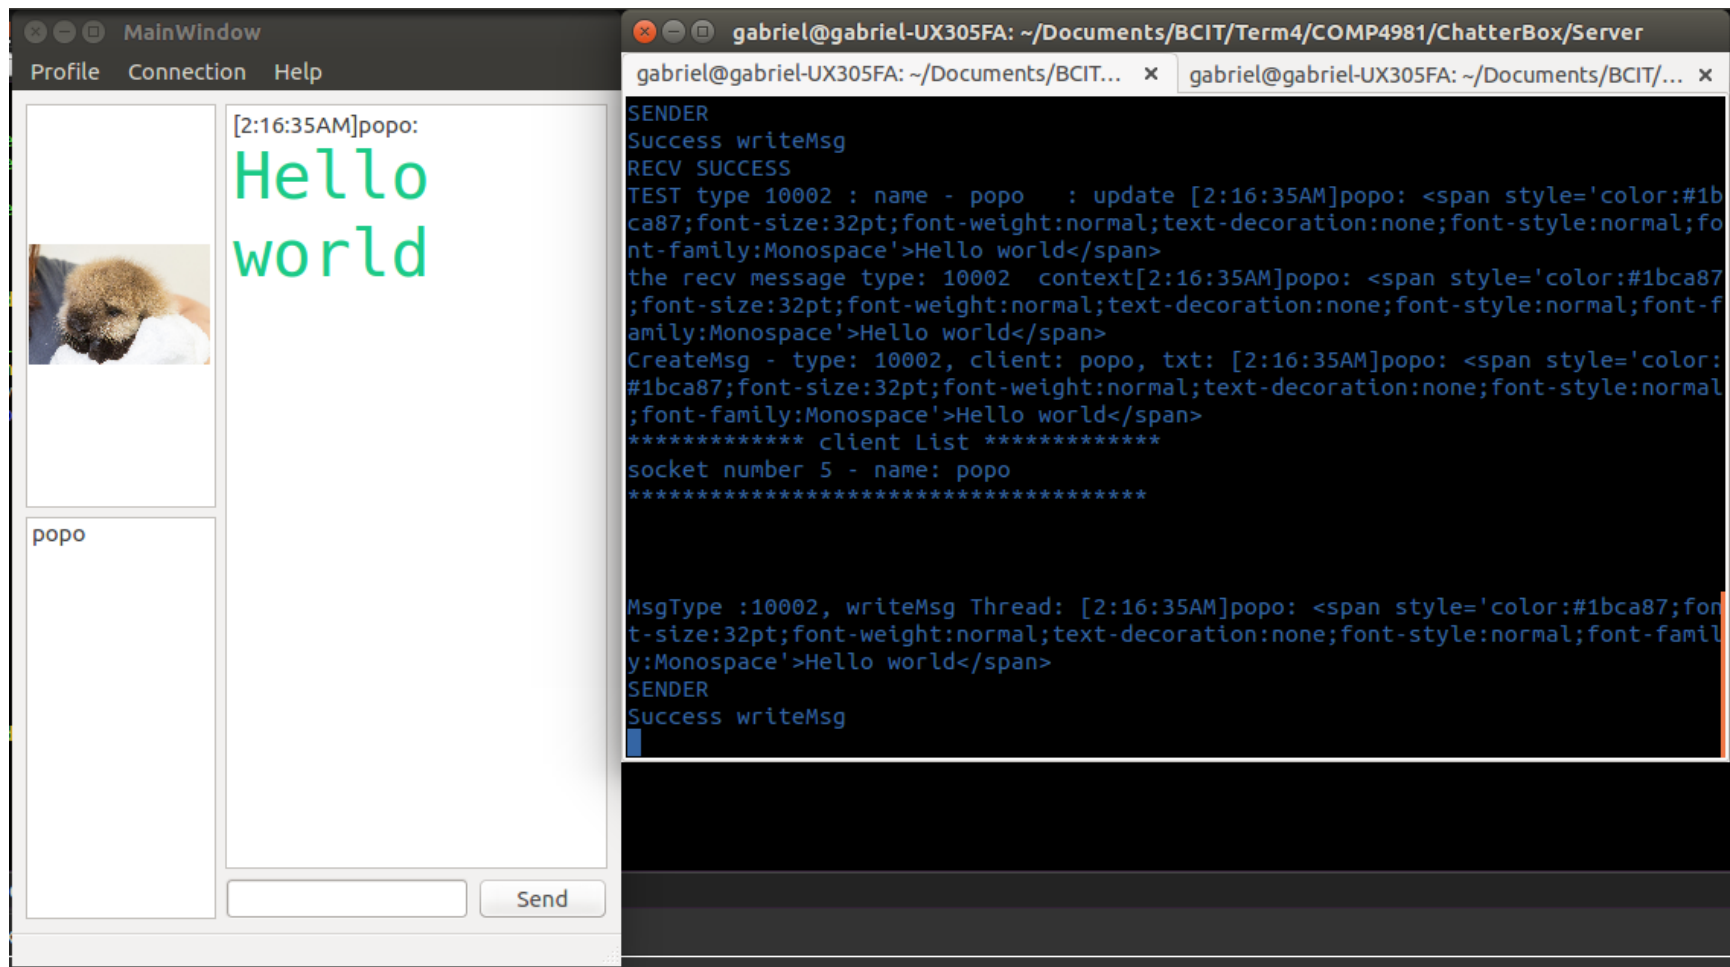 MainWindow
Profile Connection Help
[2:16:35AM]popo:
Hello
world
popo
Send
gabriel@gabriel-UX305FA: ~/Documents/BCIT/Term4/COMP4981/ChatterBox/Server
gabriel@gabriel-UX305FA: ~/Documents/BCIT... × gabriel@gabriel-UX305FA: ~/Documents/BCIT/... ×
SENDER
Success writeMsg
RECV SUCCESS
TEST type 10002 : name - popo   : update [2:16:35AM]popo: <span style='color:#1b
ca87;font-size:32pt;font-weight:normal;text-decoration:none;font-style:normal;fo
nt-family:Monospace'>Hello world</span>
the recv message type: 10002  context[2:16:35AM]popo: <span style='color:#1bca87
;font-size:32pt;font-weight:normal;text-decoration:none;font-style:normal;font-f
amily:Monospace'>Hello world</span>
CreateMsg - type: 10002, client: popo, txt: [2:16:35AM]popo: <span style='color:
#1bca87;font-size:32pt;font-weight:normal;text-decoration:none;font-style:normal
;font-family:Monospace'>Hello world</span>
************* client List *************
socket number 5 - name: popo
**************************************
MsgType :10002, writeMsg Thread: [2:16:35AM]popo: <span style='color:#1bca87;fon
t-size:32pt;font-weight:normal;text-decoration:none;font-style:normal;font-famil
y:Monospace'>Hello world</span>
SENDER
Success writeMsg